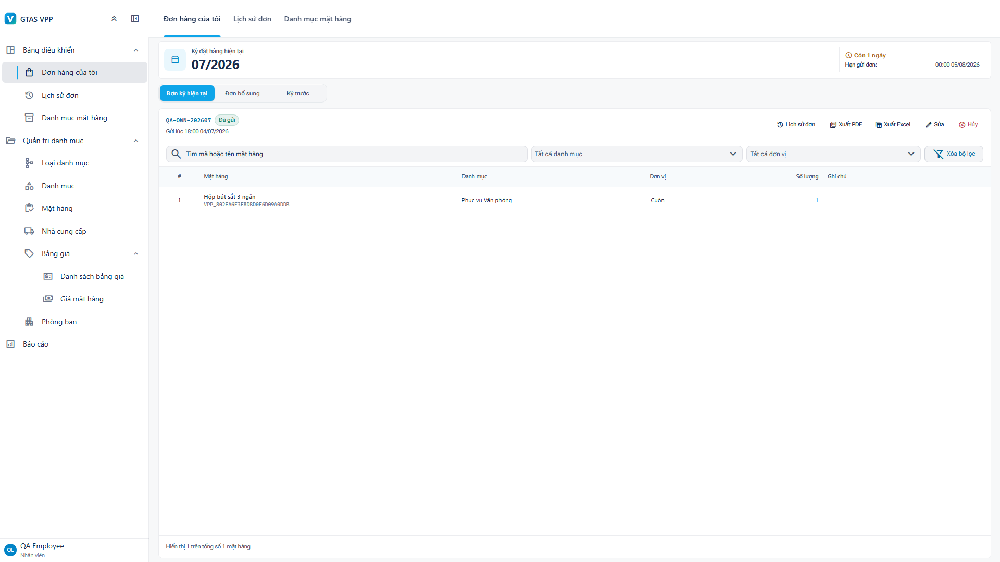 GTAS VPP
Đơn hàng của tôi
Lịch sử đơn
Danh mục mặt hàng
Bảng điều khiển
Đơn hàng của tôi
Lịch sử đơn
Danh mục mặt hàng
Quản trị danh mục
Loại danh mục
Danh mục
Mặt hàng
Nhà cung cấp
Bảng giá
Danh sách bảng giá
Giá mặt hàng
Phòng ban
Báo cáo
QE
QA Employee
Nhân viên
Kỳ đặt hàng hiện tại
07/2026
Còn 1 ngày
Hạn gửi đơn: 00:00 05/08/2026
Đơn kỳ hiện tại
Đơn bổ sung
Kỳ trước
QA-OWN-202607 Đã gửi
Gửi lúc 18:00 04/07/2026
Lịch sử đơn
Xuất PDF
Xuất Excel
Sửa
Hủy
Tìm mã hoặc tên mặt hàng
Tất cả danh mục
Tất cả đơn vị
Xóa bộ lọc
# Mặt hàng Danh mục Đơn vị Số lượng Ghi chú
1 Hộp bút sắt 3 ngăn Phục vụ Văn phòng Cuộn 1 –
VPP_802FA6E3E8DBD0F6D09A0DDB
Hiển thị 1 trên tổng số 1 mặt hàng